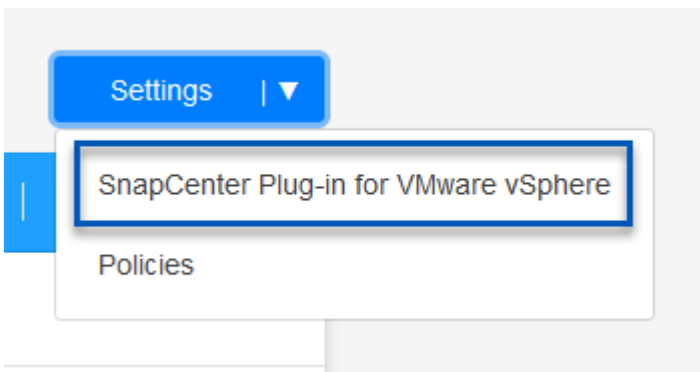 Settings | ▼
SnapCenter Plug-in for VMware vSphere
Policies